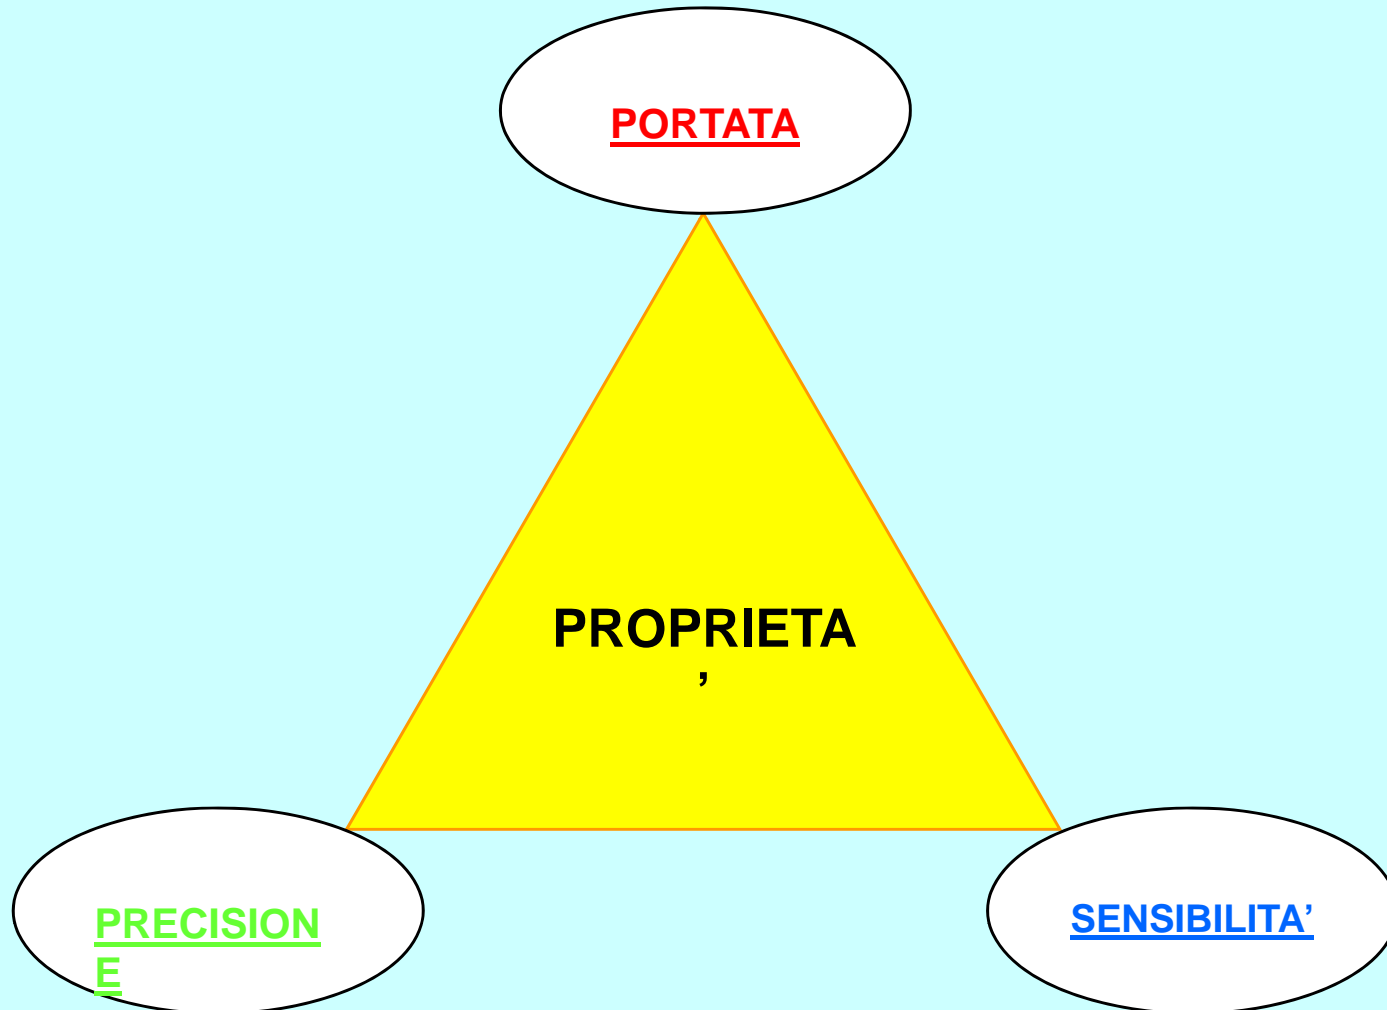 PORTATA
PROPRIETA
’
PRECISION
E
SENSIBILITA’